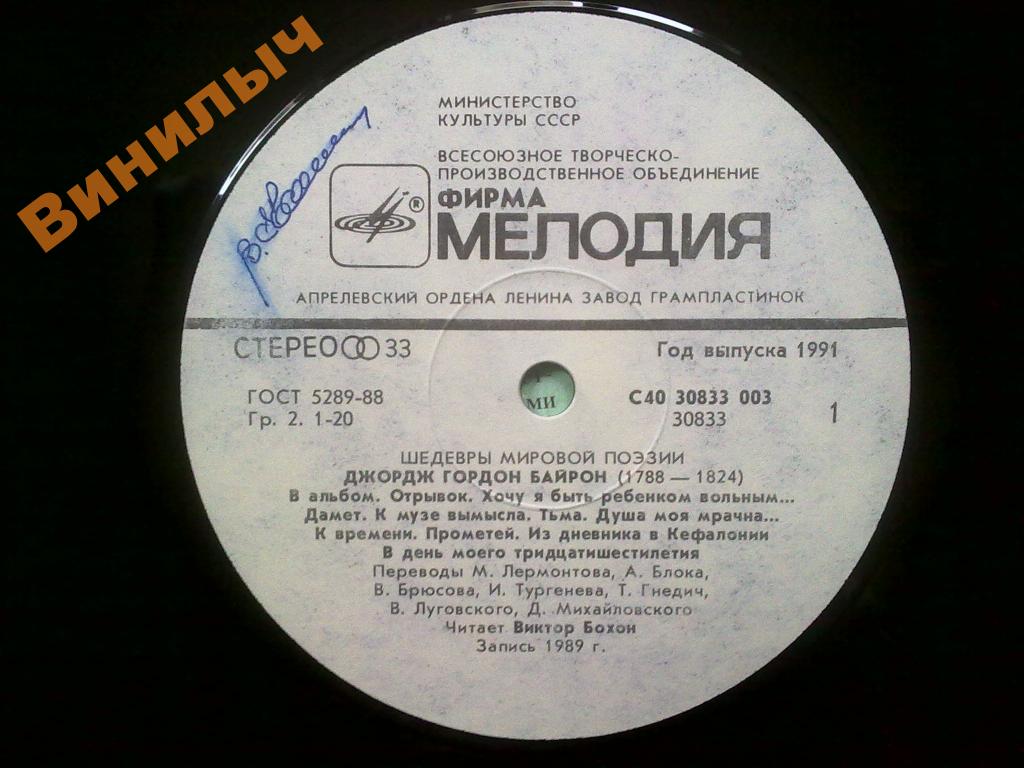 Винилыч
МИНИСТЕРСТВО
КУЛЬТУРЫ СССР
ВСЕСОЮЗНОЕ ТВОРЧЕСКО-
ПРОИЗВОДСТВЕННОЕ ОБЪЕДИНЕНИЕ
®
ФИРМА
МЕЛОДИЯ
АПРЕЛЕВСКИЙ ОРДЕНА ЛЕНИНА ЗАВОД ГРАМПЛАСТИНОК
СТЕРЕО 33
Год выпуска 1991
ГОСТ 5289-88
Гр. 2. 1-20
С40 30833 003
30833
1
МИ
ШЕДЕВРЫ МИРОВОЙ ПОЭЗИИ
ДЖОРДЖ ГОРДОН БАЙРОН (1788 — 1824)
В альбом. Отрывок. Хочу я быть ребенком вольным...
Дамет. К музе вымысла. Тьма. Душа моя мрачна...
К времени. Прометей. Из дневника в Кефалонии
В день моего тридцатишестилетия
Переводы М. Лермонтова, А. Блока,
В. Брюсова, И. Тургенева, Т. Гнедич,
В. Луговского, Д. Михайловского
Читает Виктор Бохон
Запись 1989 г.